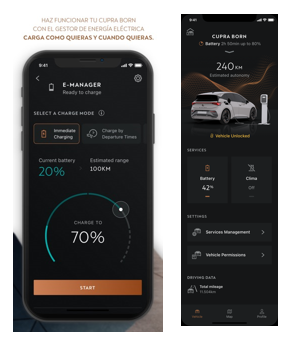 HAZ FUNCIONAR TU CUPRA BORN
CON EL GESTOR DE ENERGÍA ELÉCTRICA
CARGA COMO QUIERAS Y CUANDO QUIERAS.
9:41
E-MANAGER
Ready to charge
SELECT A CHARGE MODE
Immediate Charging
Charge by Departure Times
Current battery
20%
Estimated range
100KM
CHARGE TO
70%
START
9:41
CUPRA BORN
Battery 2h 50min up to 80%
240 KM
Estimated autonomy
Vehicle Unlocked
SERVICES
Battery
42%
Clima
Off
SETTINGS
Services Management
Vehicle Permissions
DRIVING DATA
Total mileage
Vehicle
Map
Profile